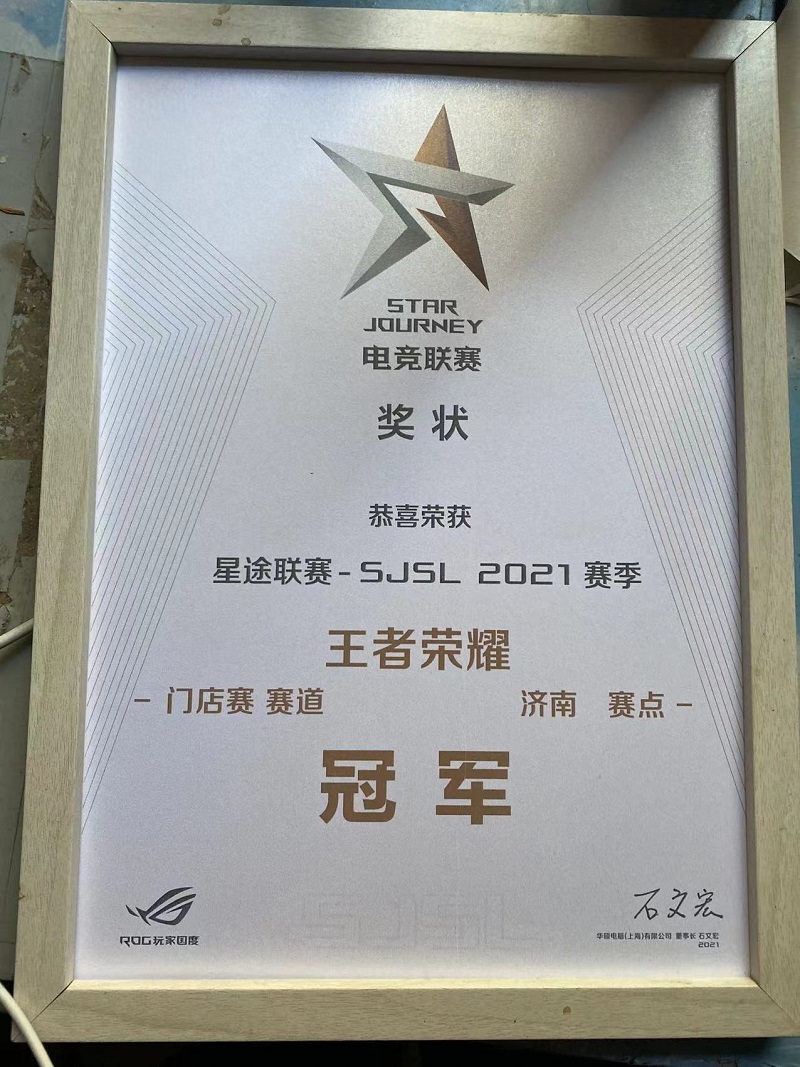 STAR
JOURNEY
电竞联赛
奖 状
恭喜荣获
星途联赛-SJSL 2021 赛季
王者荣耀
- 门店赛 赛道 济南 赛点 -
冠 军
SJSL
石文宏
ROG玩家国度
华硕电脑(上海)有限公司 董事长 石文宏
2021